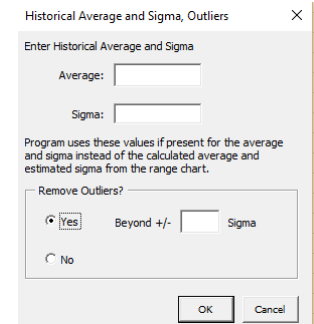 Historical Average and Sigma, Outliers
Enter Historical Average and Sigma
Average:
Sigma:
Program uses these values if present for the average
and sigma instead of the calculated average and
estimated sigma from the range chart.
Remove Outliers?
Yes Beyond +/- Sigma
No
OK Cancel